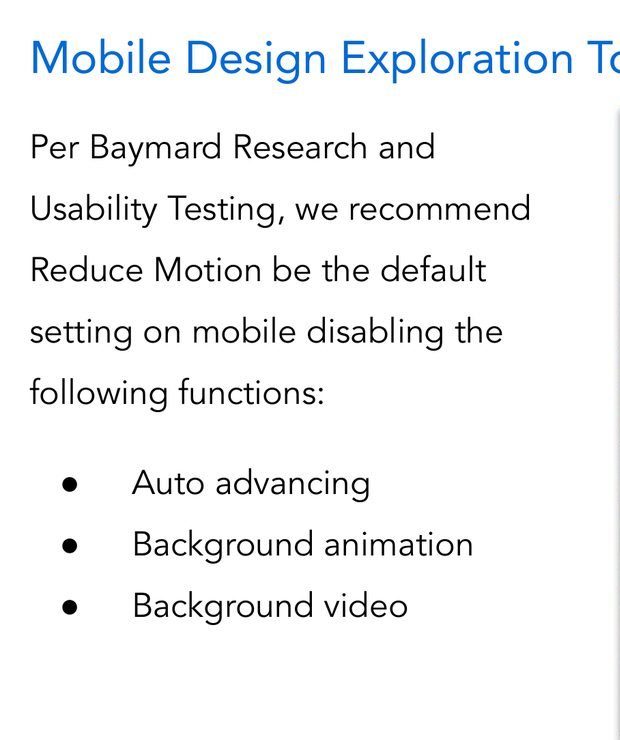 Mobile Design Exploration
Per Baymard Research and
Usability Testing, we recommend
Reduce Motion be the default
setting on mobile disabling the
following functions:
● Auto advancing
● Background animation
● Background video